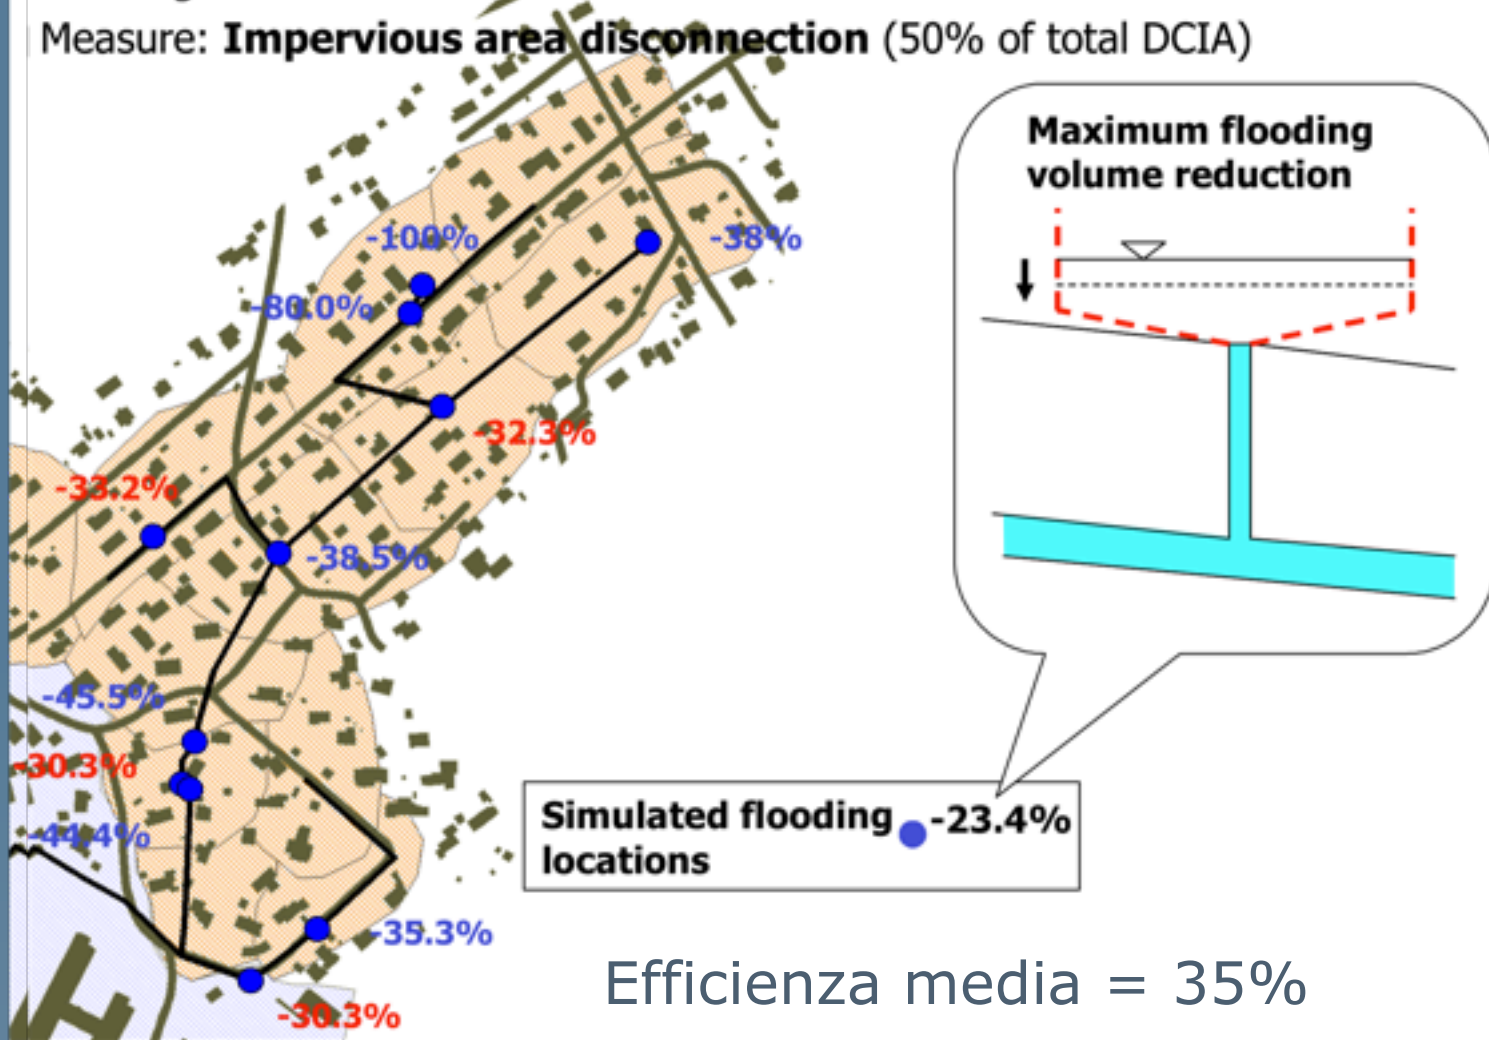 Measure: Impervious area disconnection (50% of total DCIA)
Maximum flooding
volume reduction
-100%
-38%
-80.0%
-32.3%
-33.2%
-38.5%
-45.5%
-30.3%
-44.4%
Simulated flooding
locations
-23.4%
-35.3%
Efficienza media = 35%
-30.3%